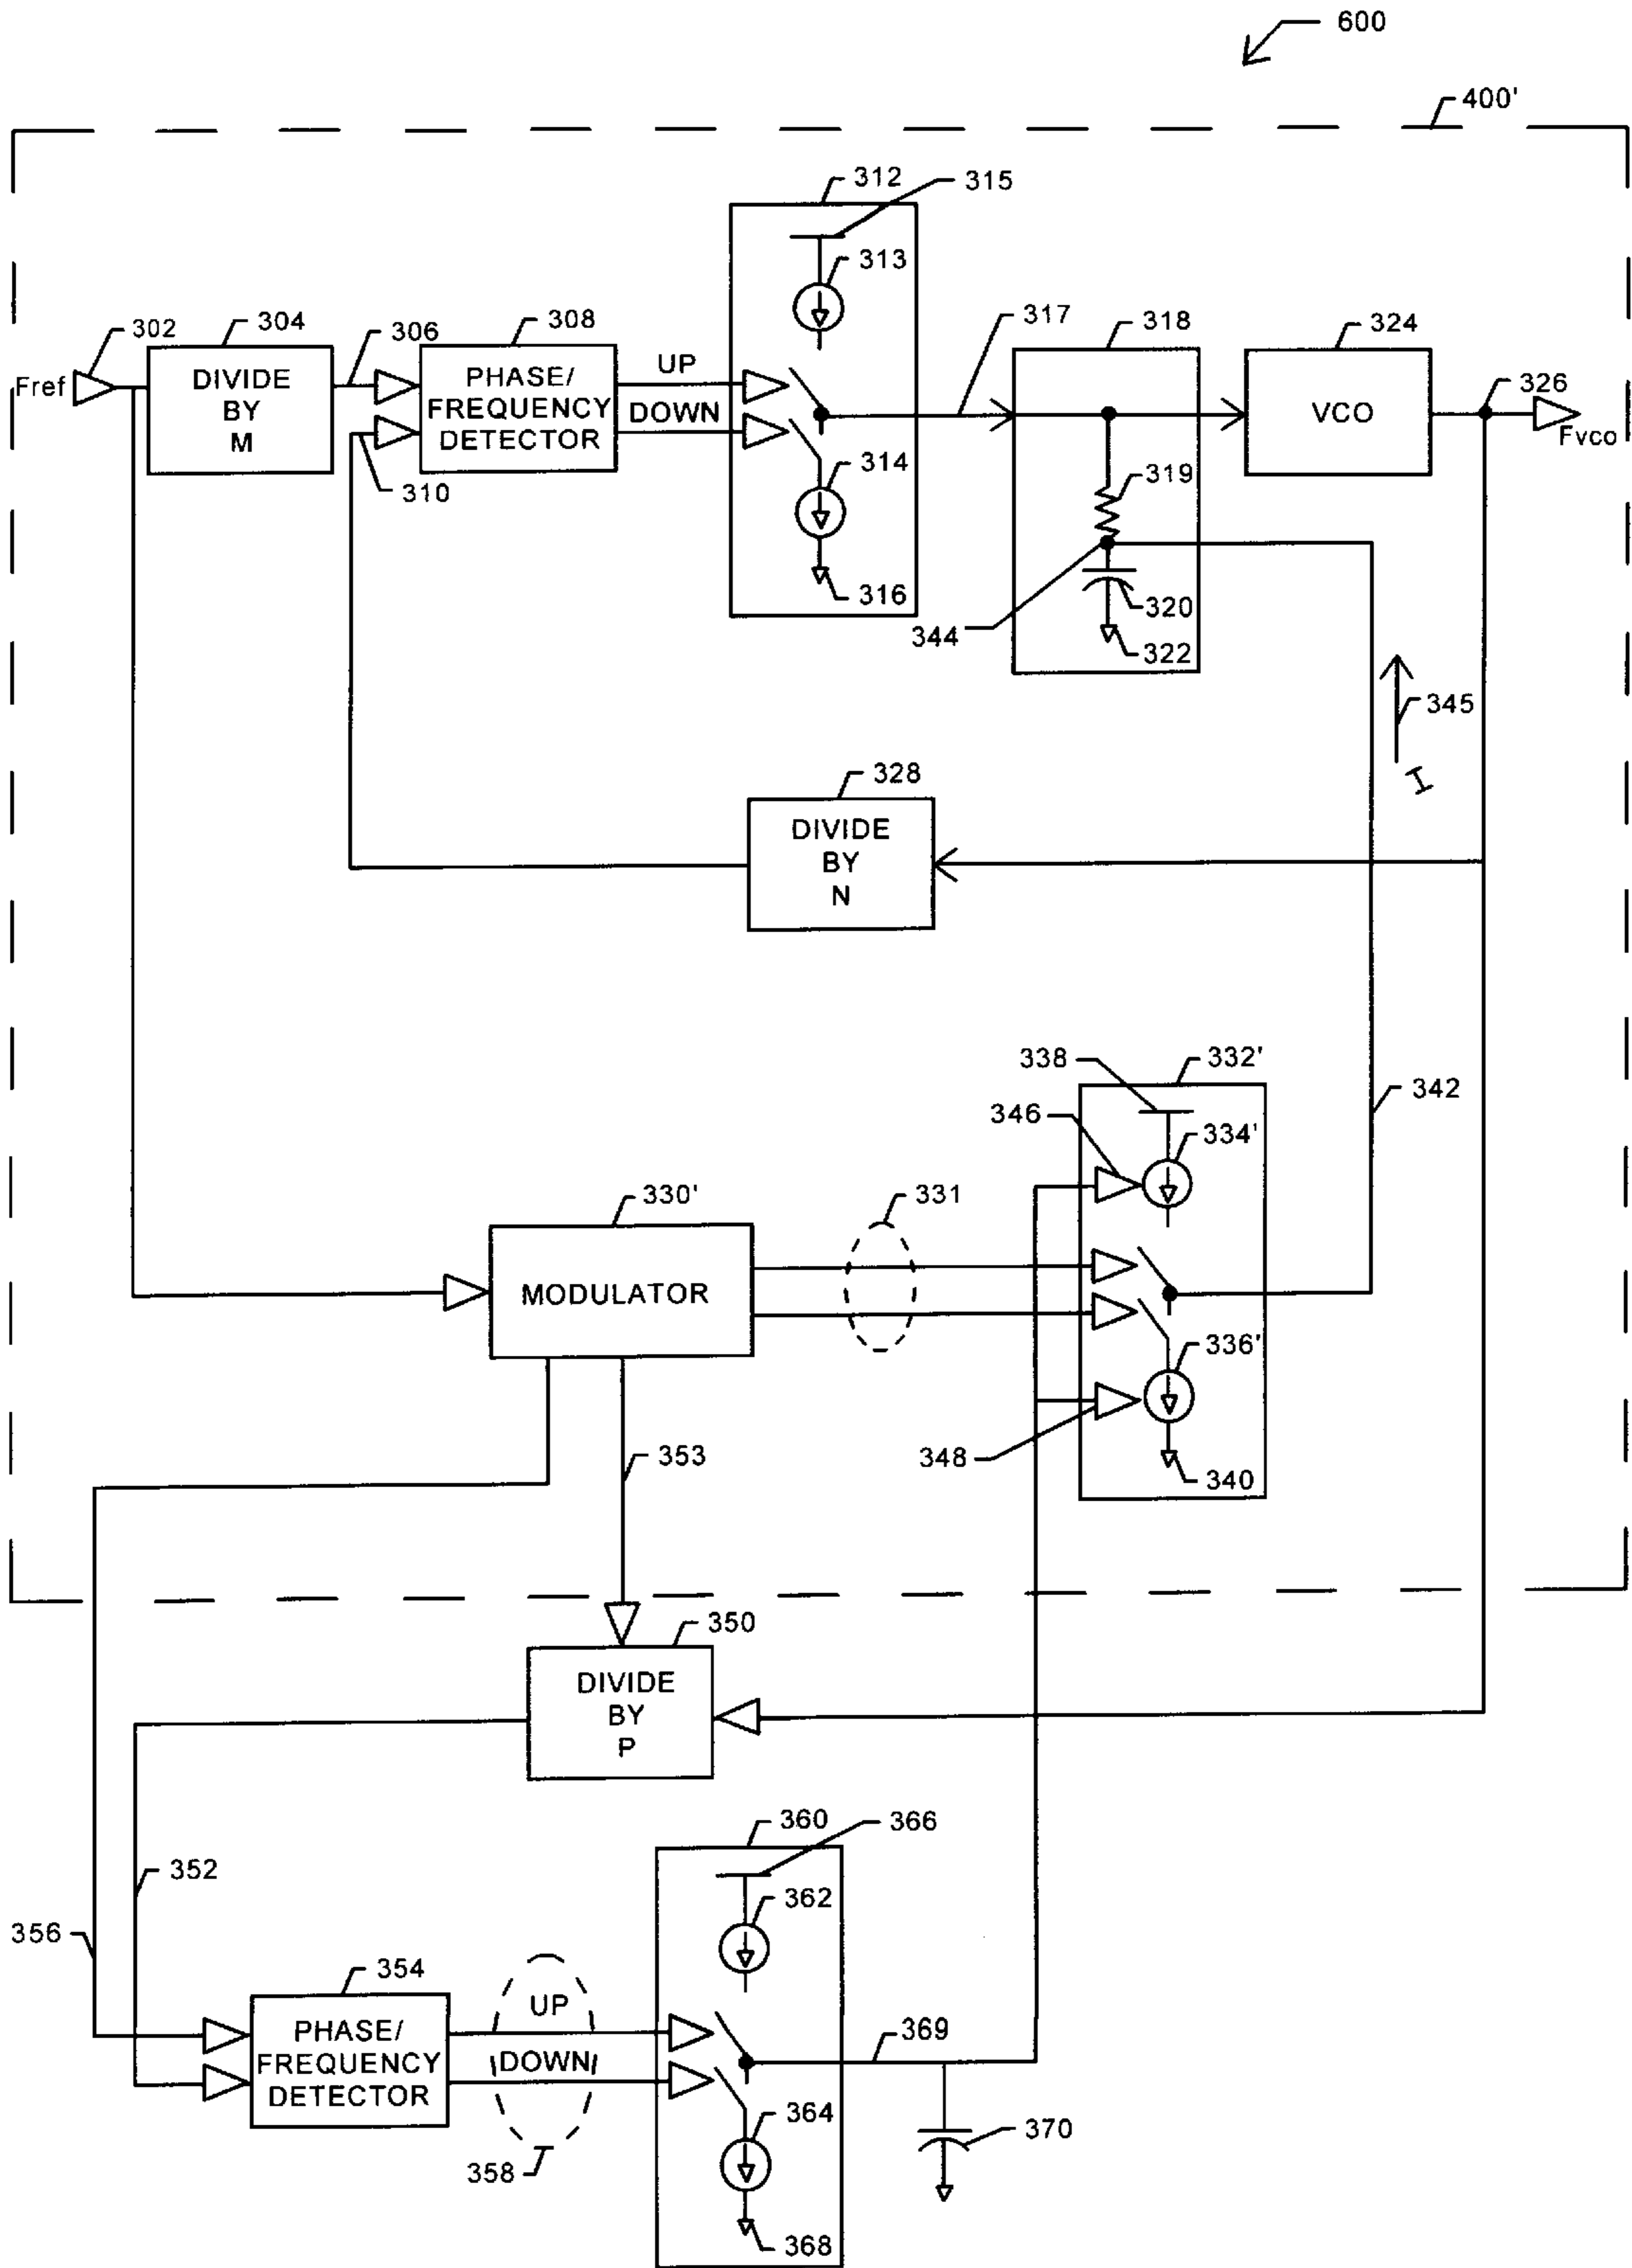 600
400'
312
315
313
302
304
306
308
317
318
324
Fref
DIVIDE
BY
M
PHASE/
FREQUENCY
DETECTOR
UP
DOWN
VCO
326
Fvco
310
314
319
316
344
320
322
345
I
328
DIVIDE
BY
N
338
332'
346
334'
342
330'
331
MODULATOR
336'
353
348
340
350
DIVIDE
BY
P
360
366
352
362
356
354
UP
PHASE/
FREQUENCY
DETECTOR
DOWN
369
364
370
358
368